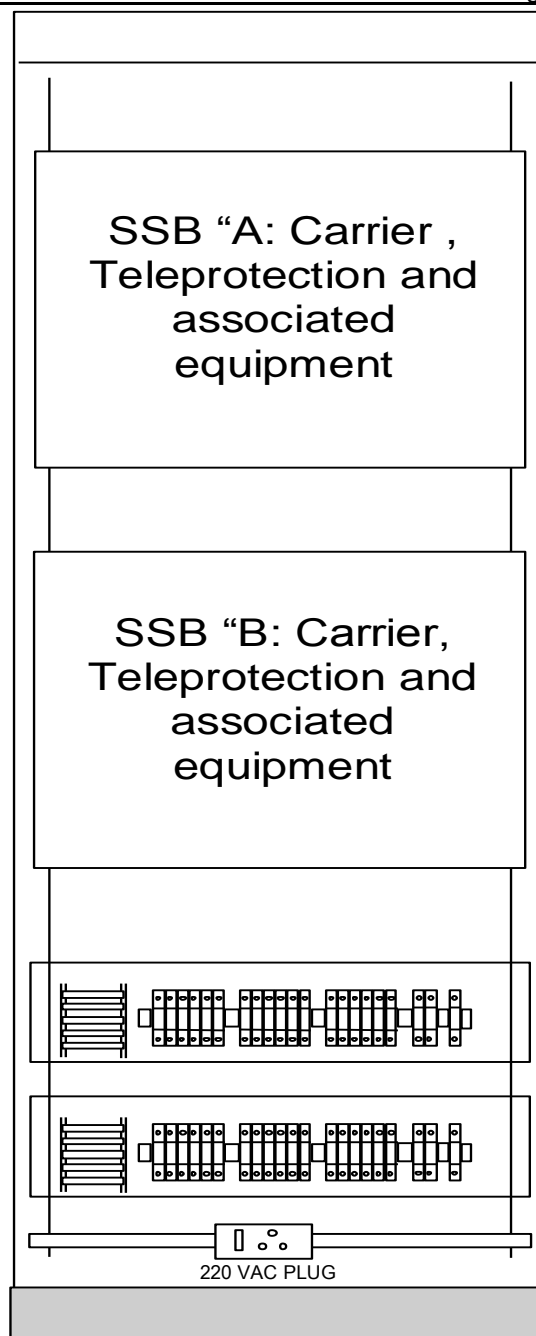 SSB “A: Carrier ,
Teleprotection and
associated
equipment
SSB “B: Carrier,
Teleprotection and
associated
equipment
220 VAC PLUG